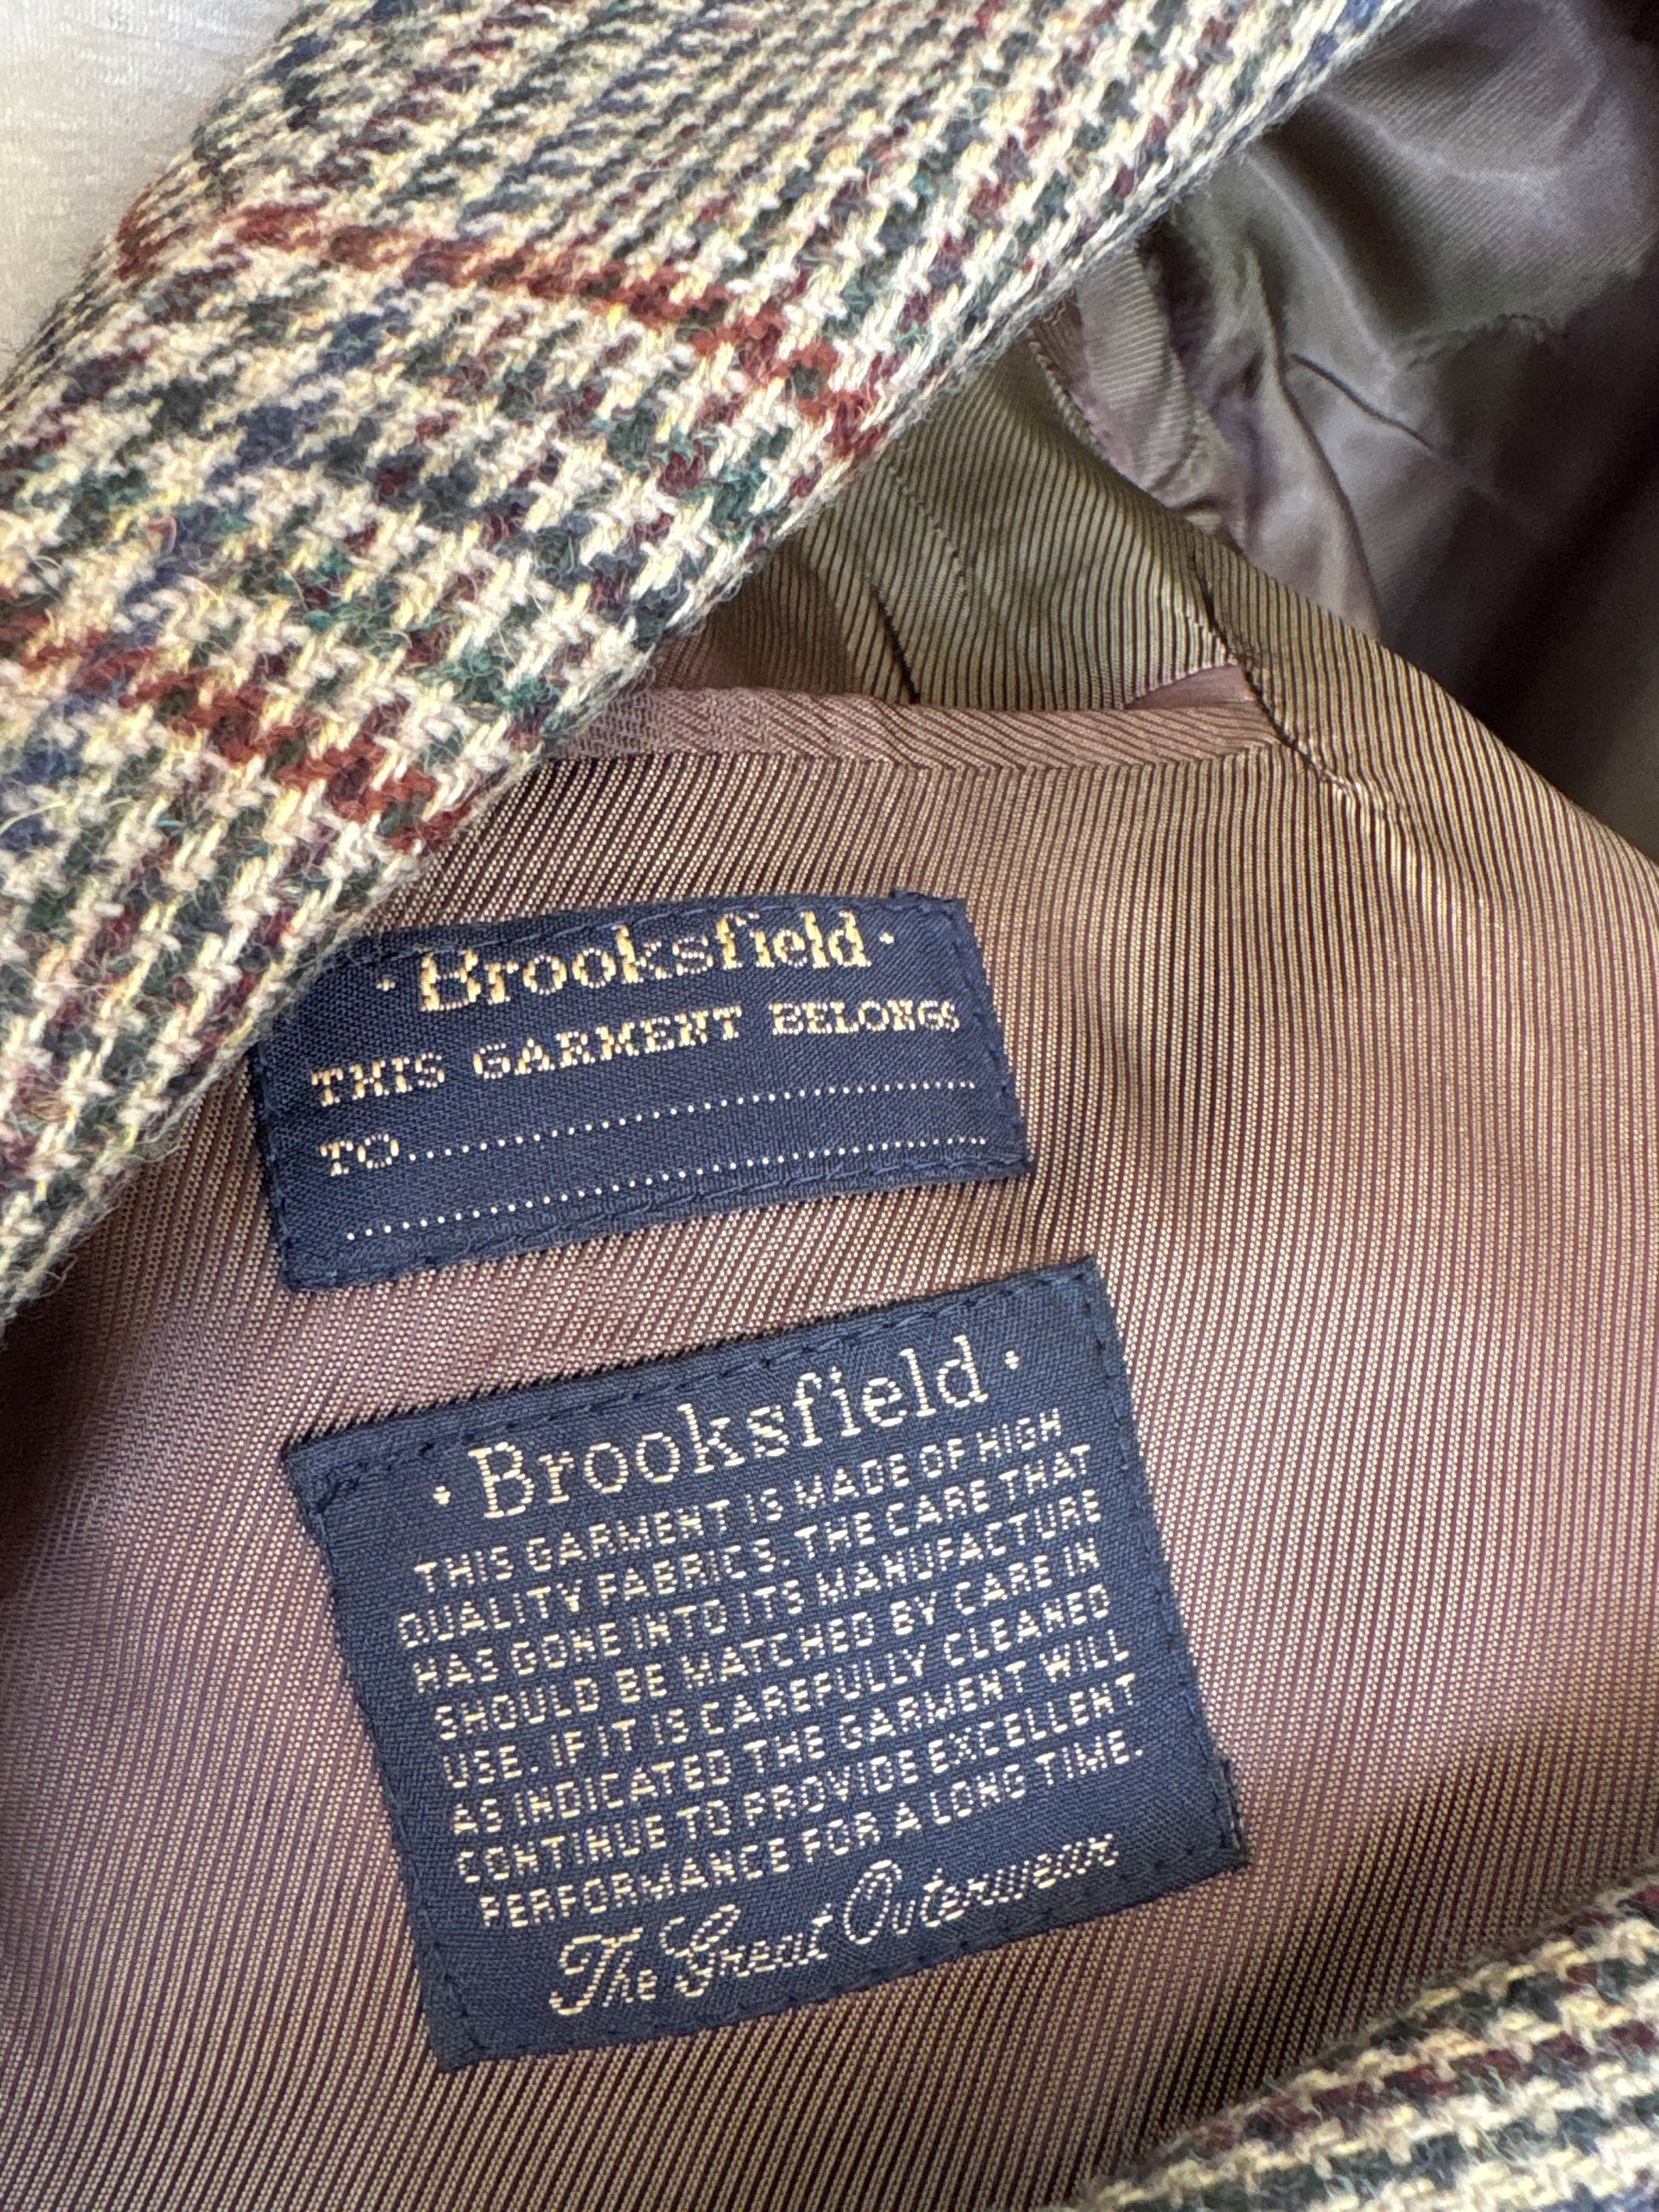 · Brooksfield ·
THIS GARMENT BELONGS
TO......................................
......................................
· Brooksfield ·
THIS GARMENT IS MADE OF HIGH
QUALITY FABRICS. THE CARE THAT
HAS GONE INTO ITS MANUFACTURE
SHOULD BE MATCHED BY CARE IN
USE. IF IT IS CAREFULLY CLEANED
AS INDICATED THE GARMENT WILL
CONTINUE TO PROVIDE EXCELLENT
PERFORMANCE FOR A LONG TIME.
The Great Outerwear